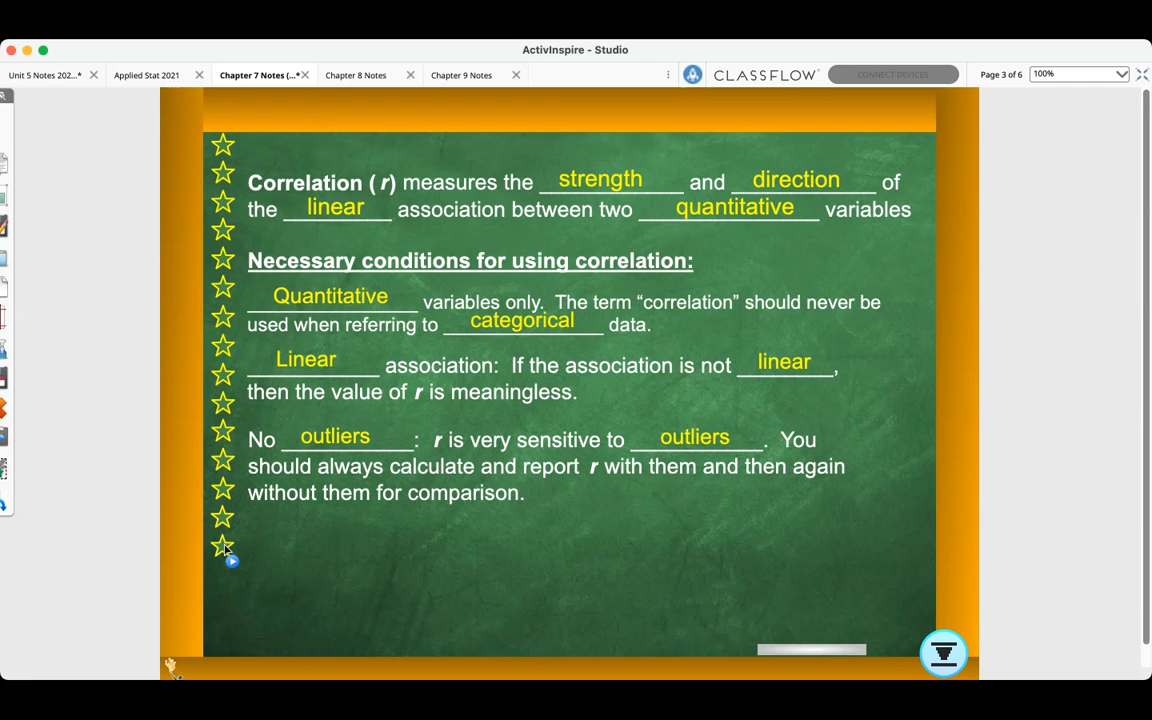 ActivInspire - Studio
Unit 5 Notes 202...* Applied Stat 2021 Chapter 7 Notes (...* Chapter 8 Notes Chapter 9 Notes CLASSFLOW CONNECT DEVICES Page 3 of 6 100%
Correlation (r) measures the strength and direction of
the linear association between two quantitative variables
Necessary conditions for using correlation:
Quantitative variables only. The term “correlation” should never be
used when referring to categorical data.
Linear association: If the association is not linear,
then the value of r is meaningless.
No outliers: r is very sensitive to outliers. You
should always calculate and report r with them and then again
without them for comparison.